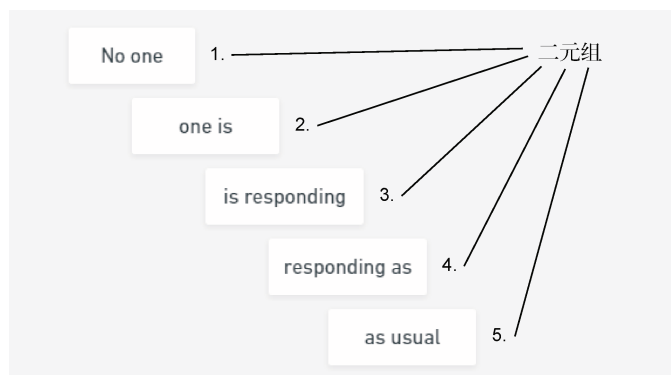 No one 1. 二元组
one is 2.
is responding 3.
responding as 4.
as usual 5.